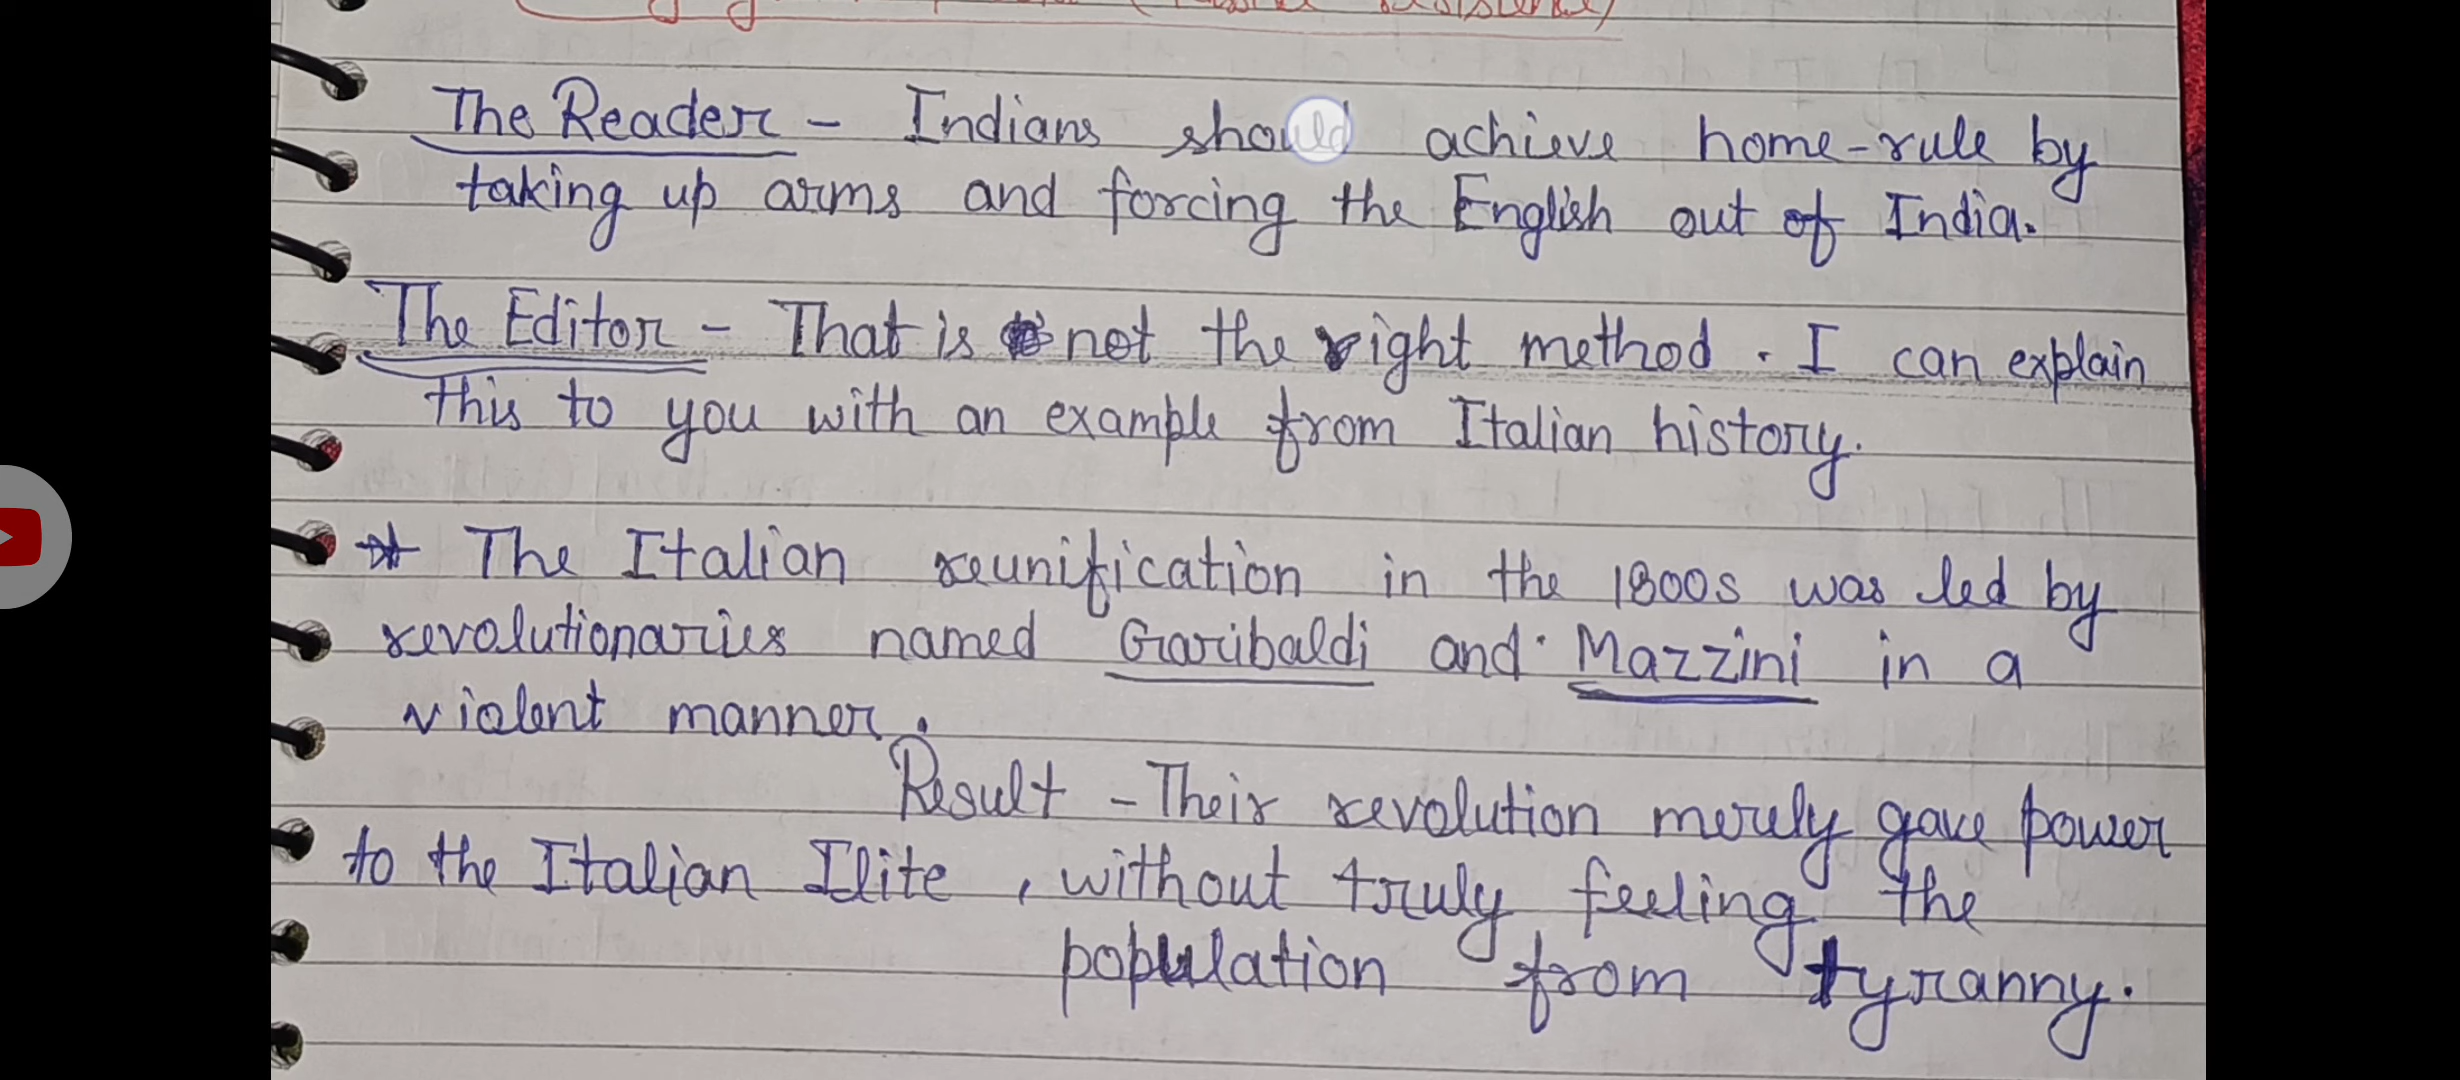 (Passive resistence)
The Reader - Indians should achieve home-rule by
taking up arms and forcing the English out of India.
The Editor - That is not the right method. I can explain
this to you with an example from Italian history.
The Italian reunification in the 1800s was led by
revolutionaries named Garibaldi and Mazzini in a
violent manner.
Result - Their revolution merely gave power
to the Italian Ilite, without truly feeling the
population from tyranny.